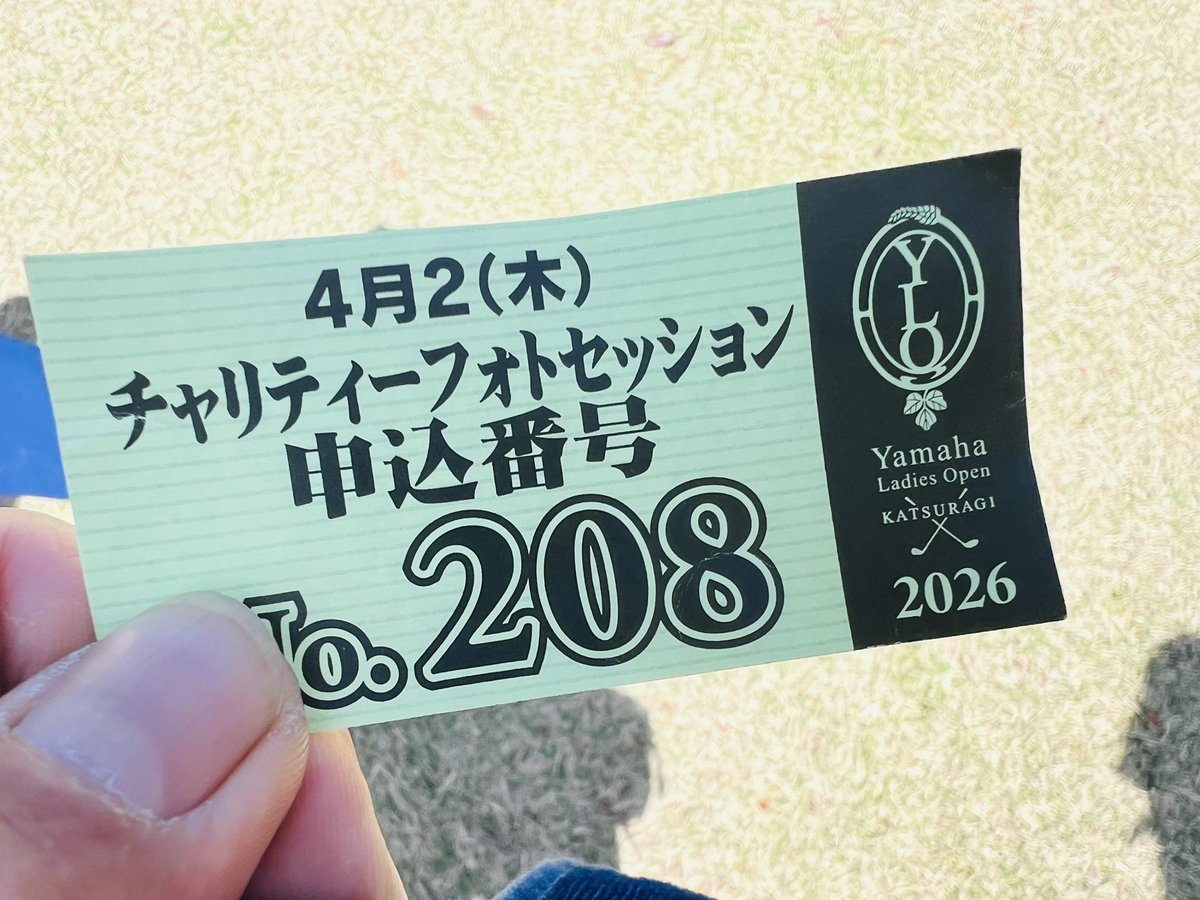 4月2(木)
チャリティーフォトセッション
申込番号
No.208
YLO
Yamaha
Ladies Open
KATSURAGI
2026